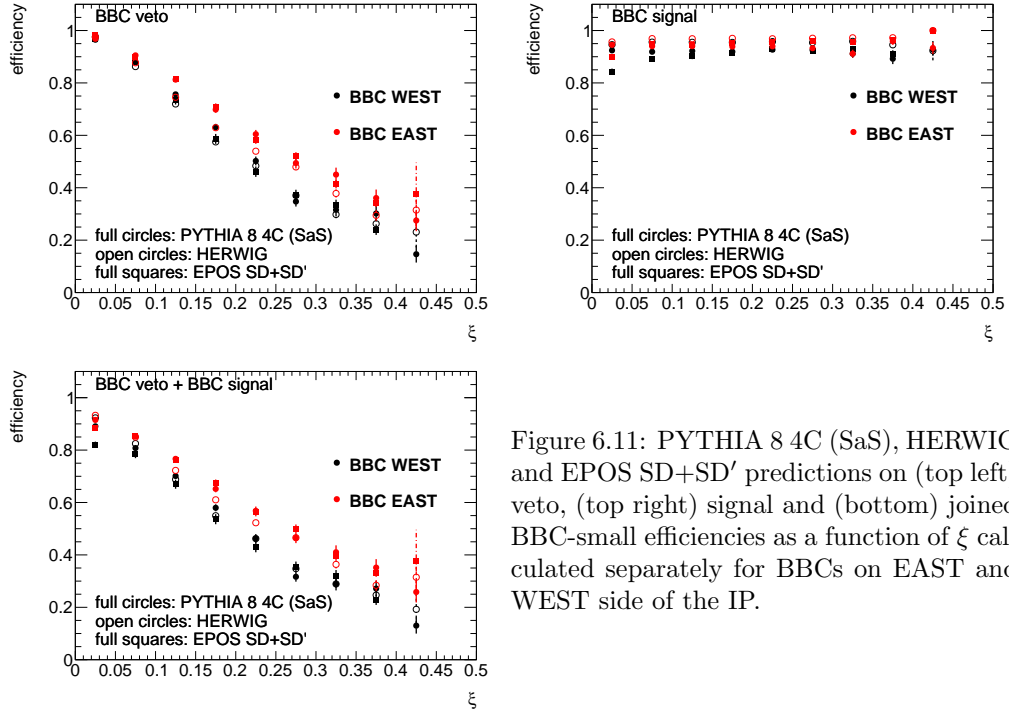 BBC veto
efficiency
1
0.8
0.6
0.4
0.2
0
BBC WEST
BBC EAST
full circles: PYTHIA 8 4C (SaS)
open circles: HERWIG
full squares: EPOS SD+SD'
0 0.05 0.1 0.15 0.2 0.25 0.3 0.35 0.4 0.45 0.5
ξ
BBC signal
efficiency
1
0.8
0.6
0.4
0.2
0
BBC WEST
BBC EAST
full circles: PYTHIA 8 4C (SaS)
open circles: HERWIG
full squares: EPOS SD+SD'
0 0.05 0.1 0.15 0.2 0.25 0.3 0.35 0.4 0.45 0.5
ξ
BBC veto + BBC signal
efficiency
1
0.8
0.6
0.4
0.2
0
BBC WEST
BBC EAST
full circles: PYTHIA 8 4C (SaS)
open circles: HERWIG
full squares: EPOS SD+SD'
0 0.05 0.1 0.15 0.2 0.25 0.3 0.35 0.4 0.45 0.5
ξ
Figure 6.11: PYTHIA 8 4C (SaS), HERWIG
and EPOS SD+SD′ predictions on (top left
veto, (top right) signal and (bottom) joined
BBC-small efficiencies as a function of ξ cal
culated separately for BBCs on EAST and
WEST side of the IP.